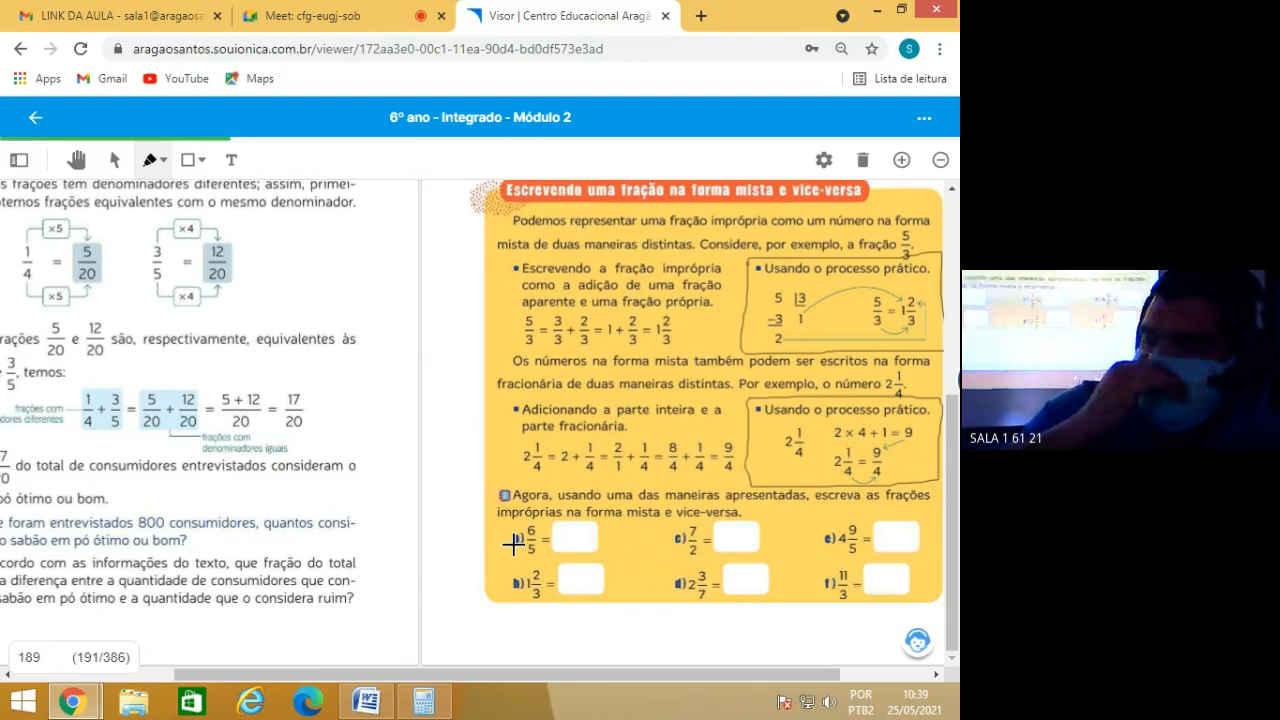 LINK DA AULA - sala1@aragaosa
Meet: cfg-eugj-sob
Visor | Centro Educacional Aragã
aragaosantos.souionica.com.br/viewer/172aa3e0-00c1-11ea-90d4-bd0df573e3ad
S
Apps
Gmail
YouTube
Maps
Lista de leitura
6º ano - Integrado - Módulo 2
T
s frações têm denominadores diferentes; assim, primei-
temos frações equivalentes com o mesmo denominador.
×5 ×4
1/4 = 5/20 3/5 = 12/20
×5 ×4
rações 5/20 e 12/20 são, respectivamente, equivalentes às
3/5, temos:
frações com
dores diferentes
1/4 + 3/5 = 5/20 + 12/20 = 5 + 12/20 = 17/20
frações com
denominadores iguais
7/20 do total de consumidores entrevistados consideram o
pó ótimo ou bom.
e foram entrevistados 800 consumidores, quantos consi-
o sabão em pó ótimo ou bom?
cordo com as informações do texto, que fração do total
a diferença entre a quantidade de consumidores que con-
sabão em pó ótimo e a quantidade que o considera ruim?
189 (191/386)
Escrevendo uma fração na forma mista e vice-versa
Podemos representar uma fração imprópria como um número na forma
mista de duas maneiras distintas. Considere, por exemplo, a fração 5/3.
▪ Escrevendo a fração imprópria
como a adição de uma fração
aparente e uma fração própria.
5/3 = 3/3 + 2/3 = 1 + 2/3 = 1 2/3
▪ Usando o processo prático.
5 |3
−3 1
2
5/3 = 1 2/3
Os números na forma mista também podem ser escritos na forma
fracionária de duas maneiras distintas. Por exemplo, o número 2 1/4.
▪ Adicionando a parte inteira e a
parte fracionária.
2 1/4 = 2 + 1/4 = 2/1 + 1/4 = 8/4 + 1/4 = 9/4
▪ Usando o processo prático.
2 1/4 2 × 4 + 1 = 9
2 1/4 = 9/4
Agora, usando uma das maneiras apresentadas, escreva as frações
impróprias na forma mista e vice-versa.
a) 6/5 = c) 7/2 = e) 4 9/5 =
b) 1 2/3 = d) 2 3/7 = f) 11/3 =
SALA 1 61 21
POR
PTB2
10:39
25/05/2021